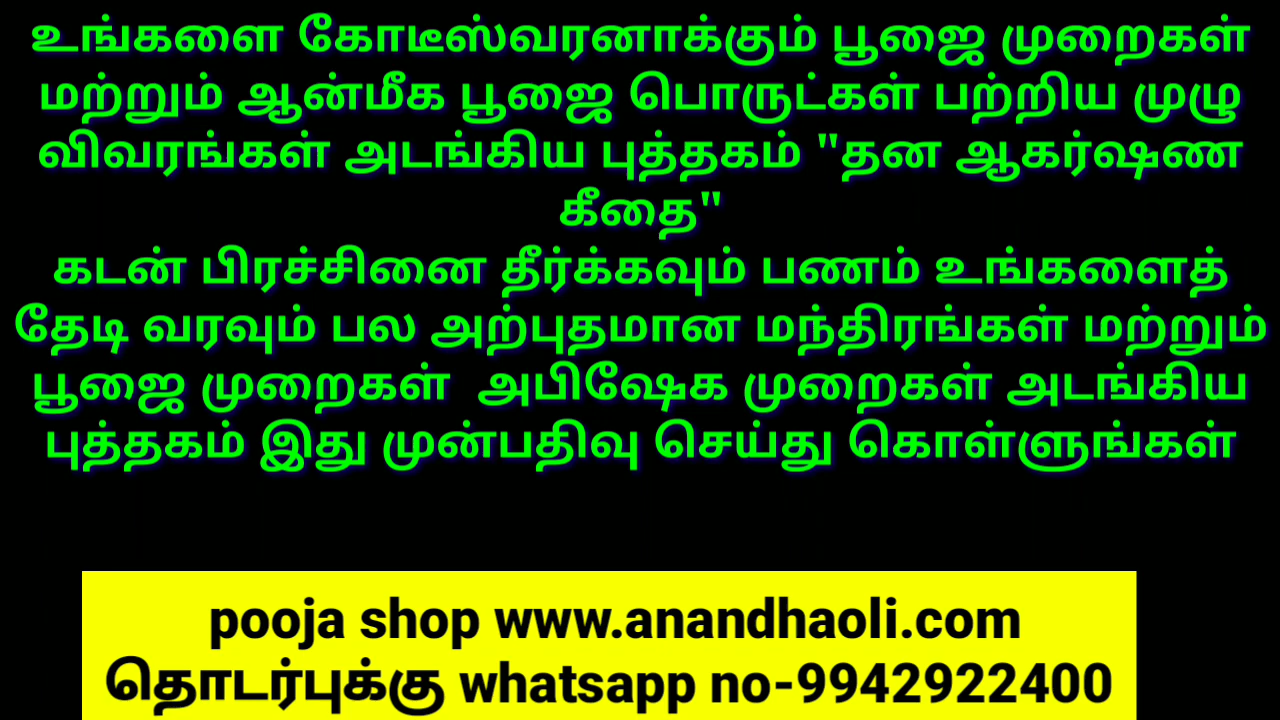 உங்களை கோடீஸ்வரனாக்கும் பூஜை முறைகள்
மற்றும் ஆன்மீக பூஜை பொருட்கள் பற்றிய முழு
விவரங்கள் அடங்கிய புத்தகம் "தன ஆகர்ஷண
கீதை"
கடன் பிரச்சினை தீர்க்கவும் பணம் உங்களைத்
தேடி வரவும் பல அற்புதமான மந்திரங்கள் மற்றும்
பூஜை முறைகள்  அபிஷேக முறைகள் அடங்கிய
புத்தகம் இது முன்பதிவு செய்து கொள்ளுங்கள்
pooja shop www.anandhaoli.com
தொடர்புக்கு whatsapp no-9942922400